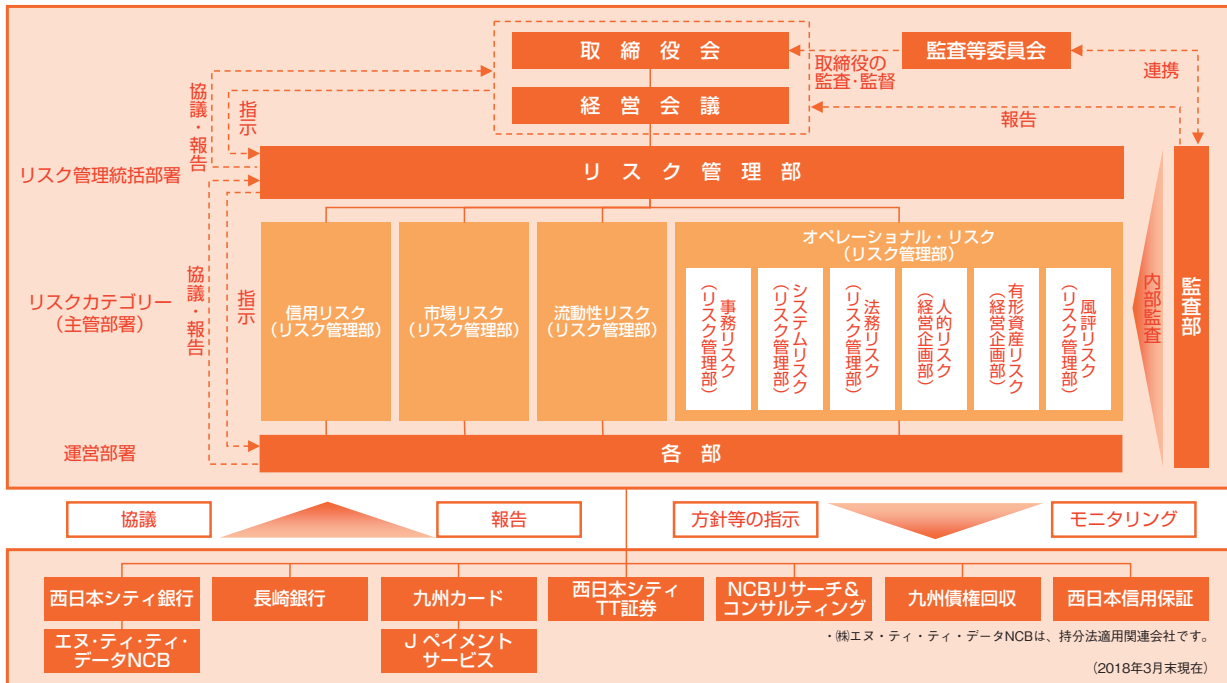 取締役会
監査等委員会
取締役の
監査・監督
連携
経営会議
報告
協議・報告
指示
リスク管理統括部署
リスク管理部
リスクカテゴリー
(主管部署)
協議・報告
指示
信用リスク
(リスク管理部)
市場リスク
(リスク管理部)
流動性リスク
(リスク管理部)
オペレーショナル・リスク
(リスク管理部)
事務リスク
(リスク管理部)
システムリスク
(リスク管理部)
法務リスク
(リスク管理部)
人的リスク
(経営企画部)
有形資産リスク
(経営企画部)
風評リスク
(リスク管理部)
内部監査
監査部
運営部署
各部
協議
報告
方針等の指示
モニタリング
西日本シティ銀行
長崎銀行
九州カード
西日本シティ
TT証券
NCBリサーチ&
コンサルティング
九州債権回収
西日本信用保証
エヌ・ティ・ティ・
データNCB
J ペイメント
サービス
・㈱エヌ・ティ・ティ・データNCBは、持分法適用関連会社です。
(2018年3月末現在)